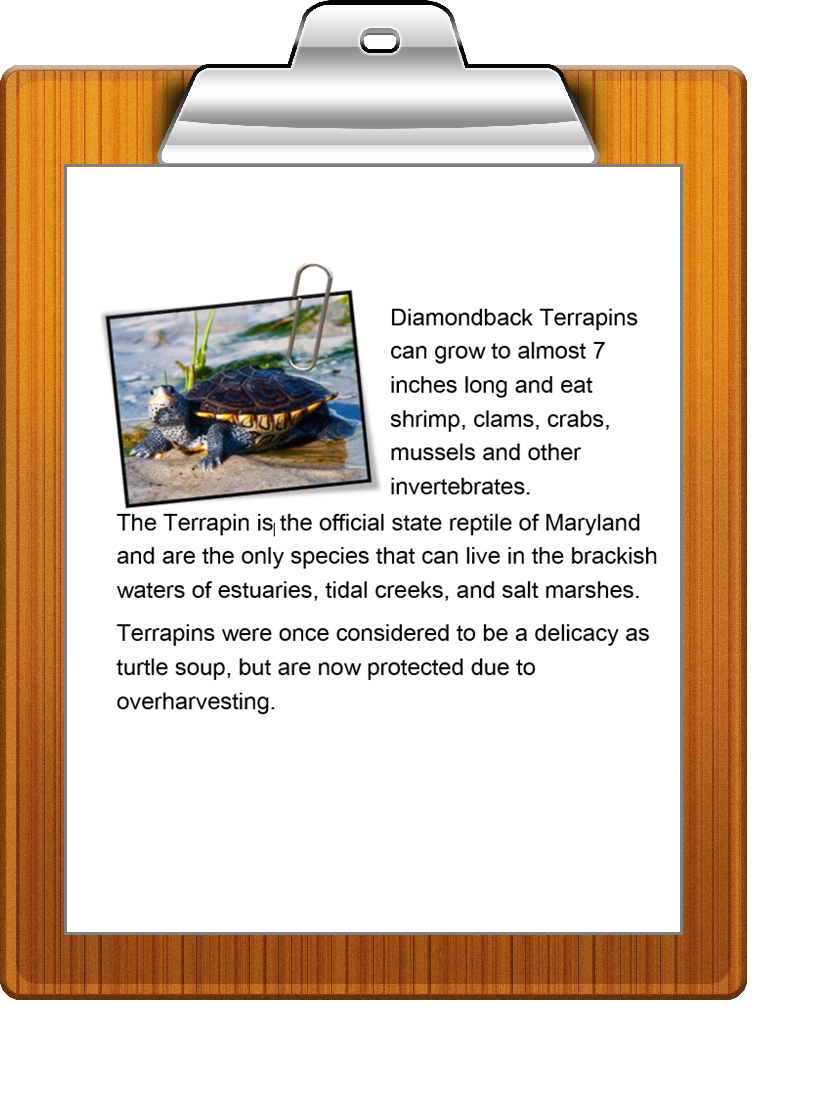 Diamondback Terrapins
can grow to almost 7
inches long and eat
shrimp, clams, crabs,
mussels and other
invertebrates.
The Terrapin is the official state reptile of Maryland
and are the only species that can live in the brackish
waters of estuaries, tidal creeks, and salt marshes.
Terrapins were once considered to be a delicacy as
turtle soup, but are now protected due to
overharvesting.